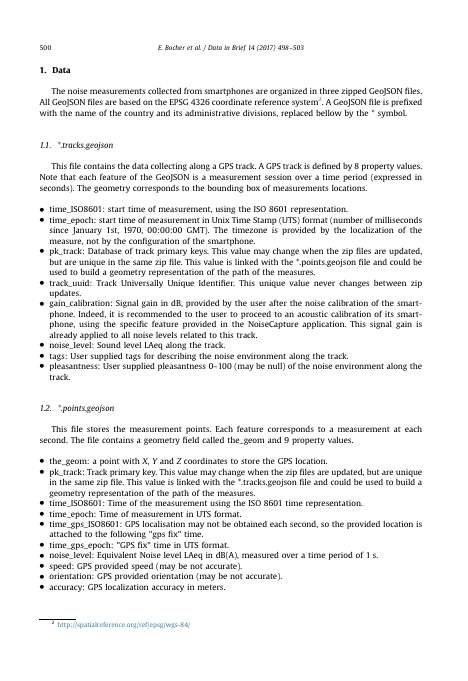 500
E. Bocher et al. / Data in Brief 14 (2017) 498–503
1. Data
The noise measurements collected from smartphones are organized in three zipped GeoJSON files.
All GeoJSON files are based on the EPSG 4326 coordinate reference system2. A GeoJSON file is prefixed
with the name of the country and its administrative divisions, replaced bellow by the * symbol.
1.1. *.tracks.geojson
This file contains the data collecting along a GPS track. A GPS track is defined by 8 property values.
Note that each feature of the GeoJSON is a measurement session over a time period (expressed in
seconds). The geometry corresponds to the bounding box of measurements locations.
● time_ISO8601: start time of measurement, using the ISO 8601 representation.
● time_epoch: start time of measurement in Unix Time Stamp (UTS) format (number of milliseconds
since January 1st, 1970, 00:00:00 GMT). The timezone is provided by the localization of the
measure, not by the configuration of the smartphone.
● pk_track: Database of track primary keys. This value may change when the zip files are updated,
but are unique in the same zip file. This value is linked with the *.points.geojson file and could be
used to build a geometry representation of the path of the measures.
● track_uuid: Track Universally Unique Identifier. This unique value never changes between zip
updates.
● gain_calibration: Signal gain in dB, provided by the user after the noise calibration of the smart-
phone. Indeed, it is recommended to the user to proceed to an acoustic calibration of its smart-
phone, using the specific feature provided in the NoiseCapture application. This signal gain is
already applied to all noise levels related to this track.
● noise_level: Sound level LAeq along the track.
● tags: User supplied tags for describing the noise environment along the track.
● pleasantness: User supplied pleasantness 0–100 (may be null) of the noise environment along the
track.
1.2. *.points.geojson
This file stores the measurement points. Each feature corresponds to a measurement at each
second. The file contains a geometry field called the_geom and 9 property values.
● the_geom: a point with X, Y and Z coordinates to store the GPS location.
● pk_track: Track primary key. This value may change when the zip files are updated, but are unique
in the same zip file. This value is linked with the *.tracks.geojson file and could be used to build a
geometry representation of the path of the measures.
● time_ISO8601: Time of the measurement using the ISO 8601 time representation.
● time_epoch: Time of measurement in UTS format.
● time_gps_ISO8601: GPS localisation may not be obtained each second, so the provided location is
attached to the following "gps fix" time.
● time_gps_epoch: "GPS fix" time in UTS format.
● noise_level: Equivalent Noise level LAeq in dB(A), measured over a time period of 1 s.
● speed: GPS provided speed (may be not accurate).
● orientation: GPS provided orientation (may be not accurate).
● accuracy: GPS localization accuracy in meters.
2 http://spatialreference.org/ref/epsg/wgs-84/